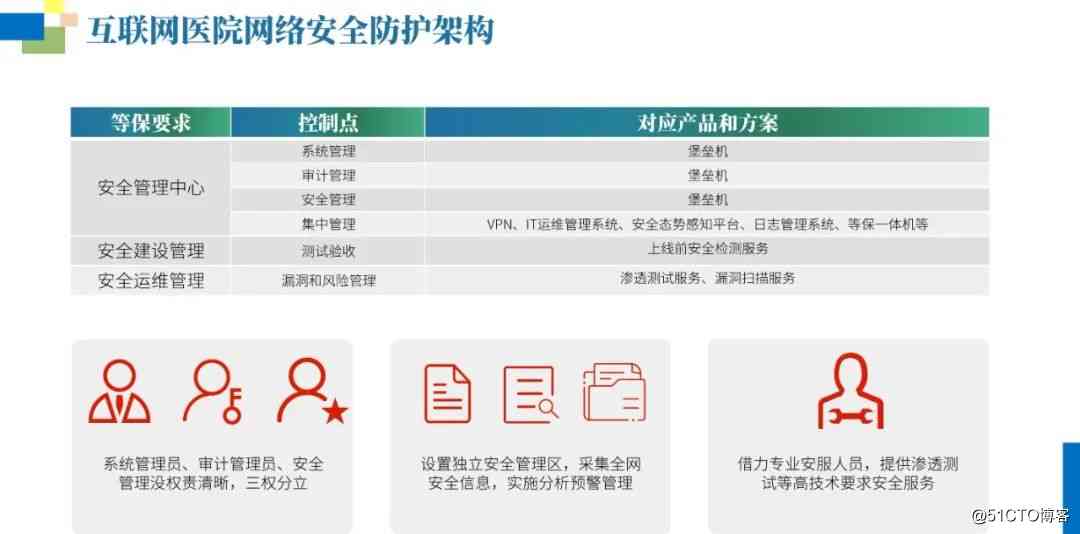 互联网医院网络安全防护架构
等保要求 控制点 对应产品和方案
安全管理中心
系统管理 堡垒机
审计管理 堡垒机
安全管理 堡垒机
集中管理 VPN、IT运维管理系统、安全态势感知平台、日志管理系统、等保一体机等
安全建设管理 测试验收 上线前安全检测服务
安全运维管理 漏洞和风险管理 渗透测试服务、漏洞扫描服务
系统管理员、审计管理员、安全
管理没权责清晰，三权分立
设置独立安全管理区，采集全网
安全信息，实施分析预警管理
借力专业安服人员，提供渗透测
试等高技术要求安全服务
@51CTO博客